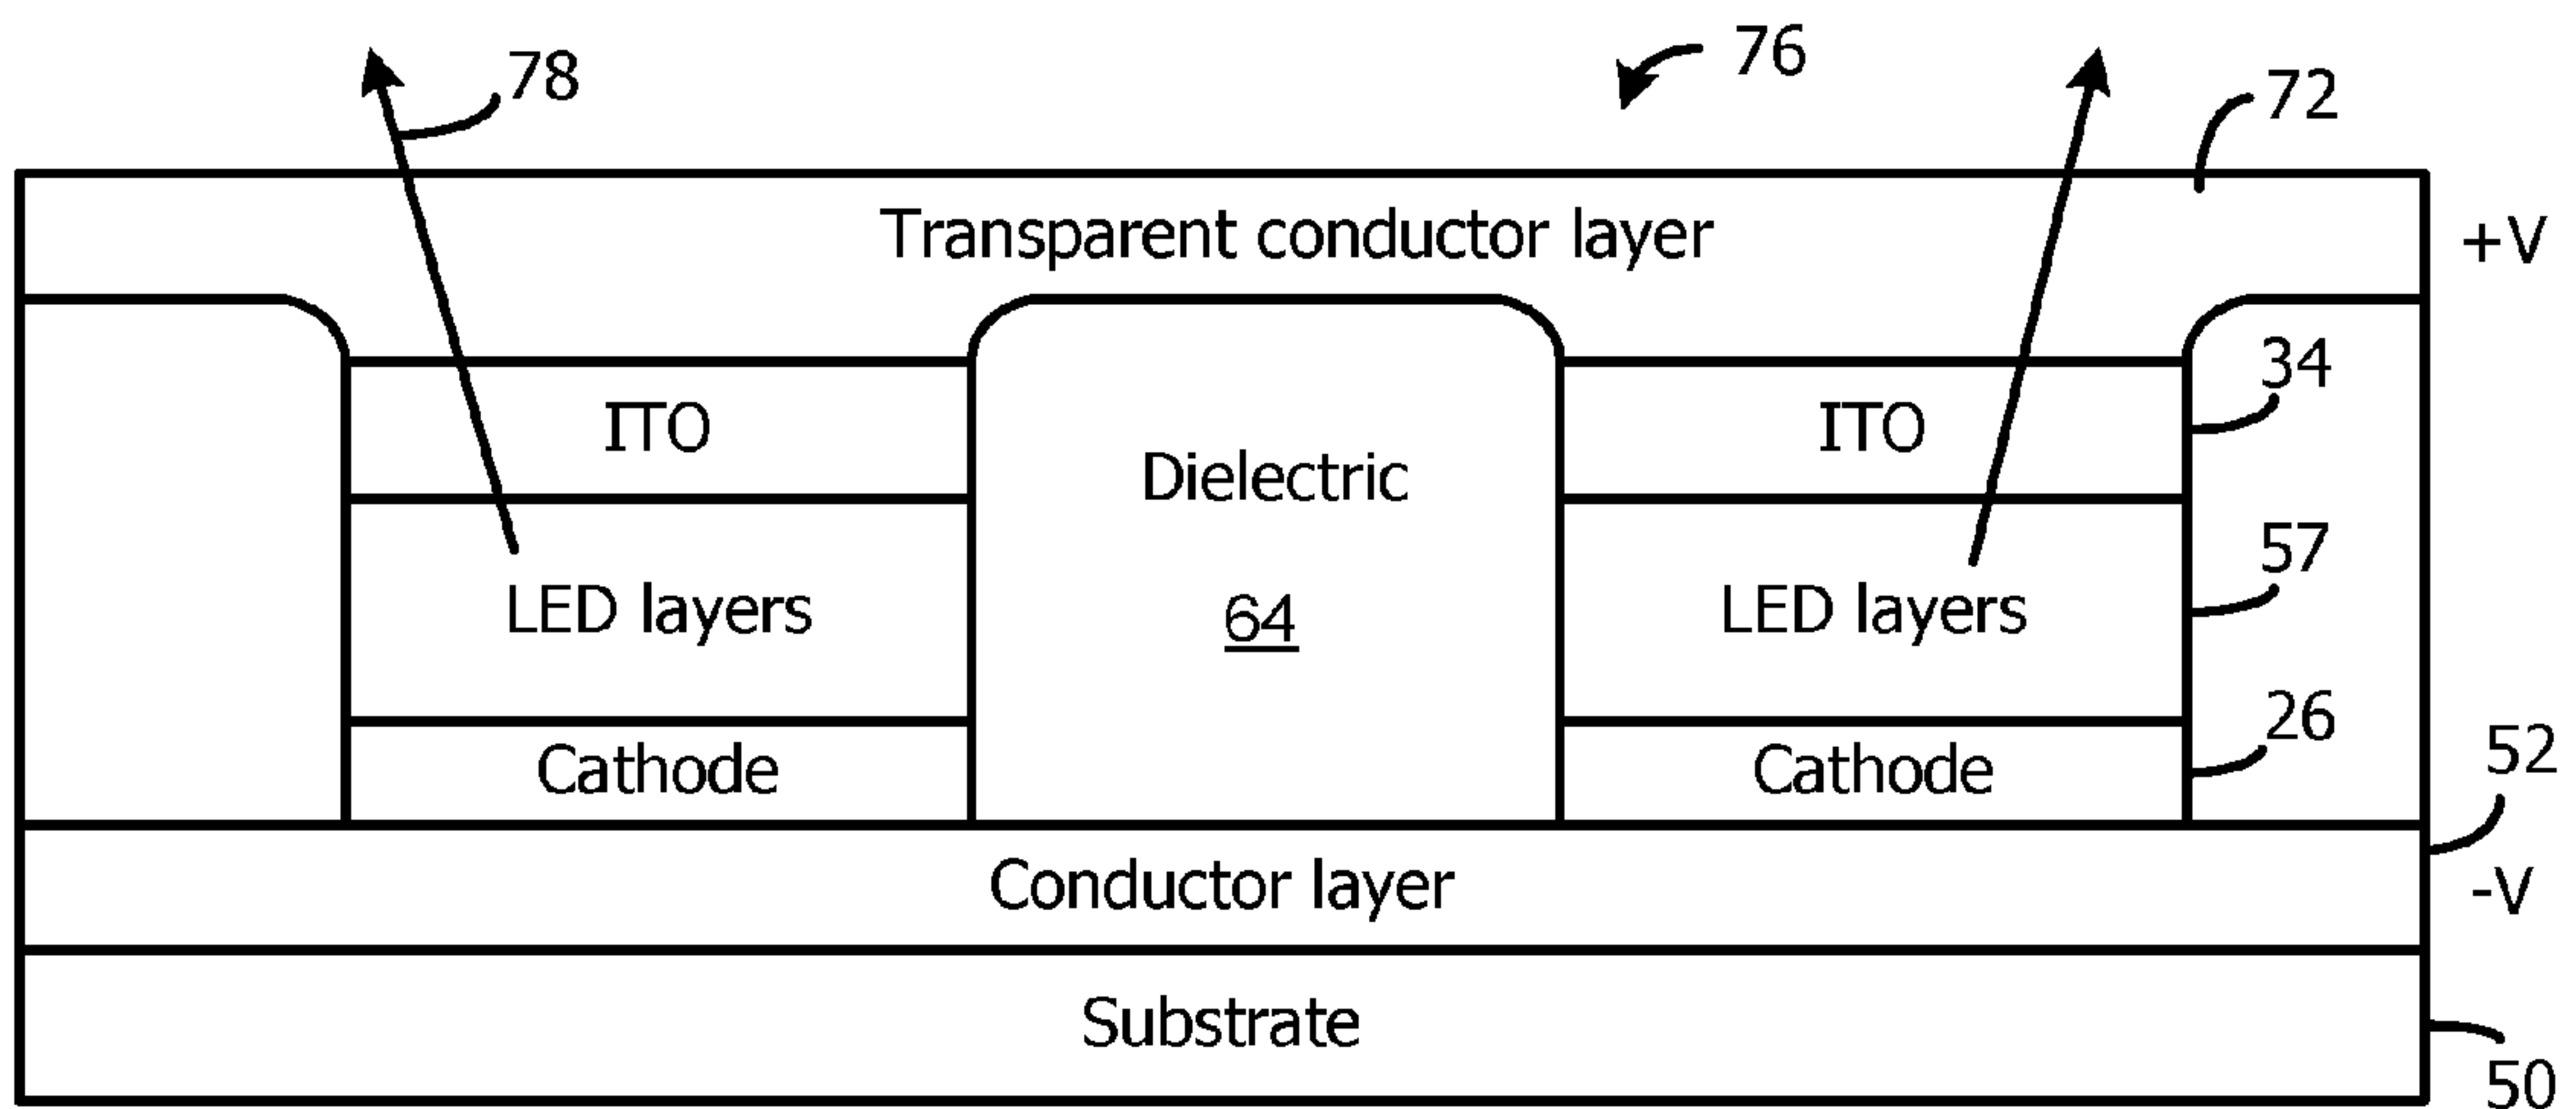 78
76
72
Transparent conductor layer
+V
34
ITO
ITO
Dielectric
57
LED layers
64
LED layers
26
52
Cathode
Cathode
Conductor layer
-V
Substrate
50